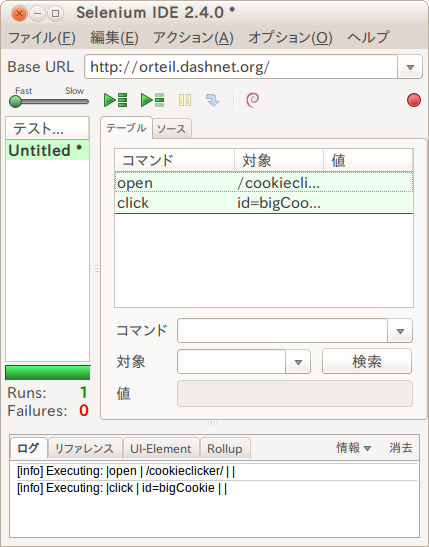 Selenium IDE 2.4.0 *
ファイル(F) 編集(E) アクション(A) オプション(O) ヘルプ
Base URL http://orteil.dashnet.org/
Fast Slow
テスト...
Untitled *
テーブル ソース
コマンド 対象 値
open /cookiecli...
click id=bigCoo...
コマンド
対象 検索
値
Runs: 1
Failures: 0
ログ リファレンス UI-Element Rollup 情報 消去
[info] Executing: |open | /cookieclicker/ | |
[info] Executing: |click | id=bigCookie | |